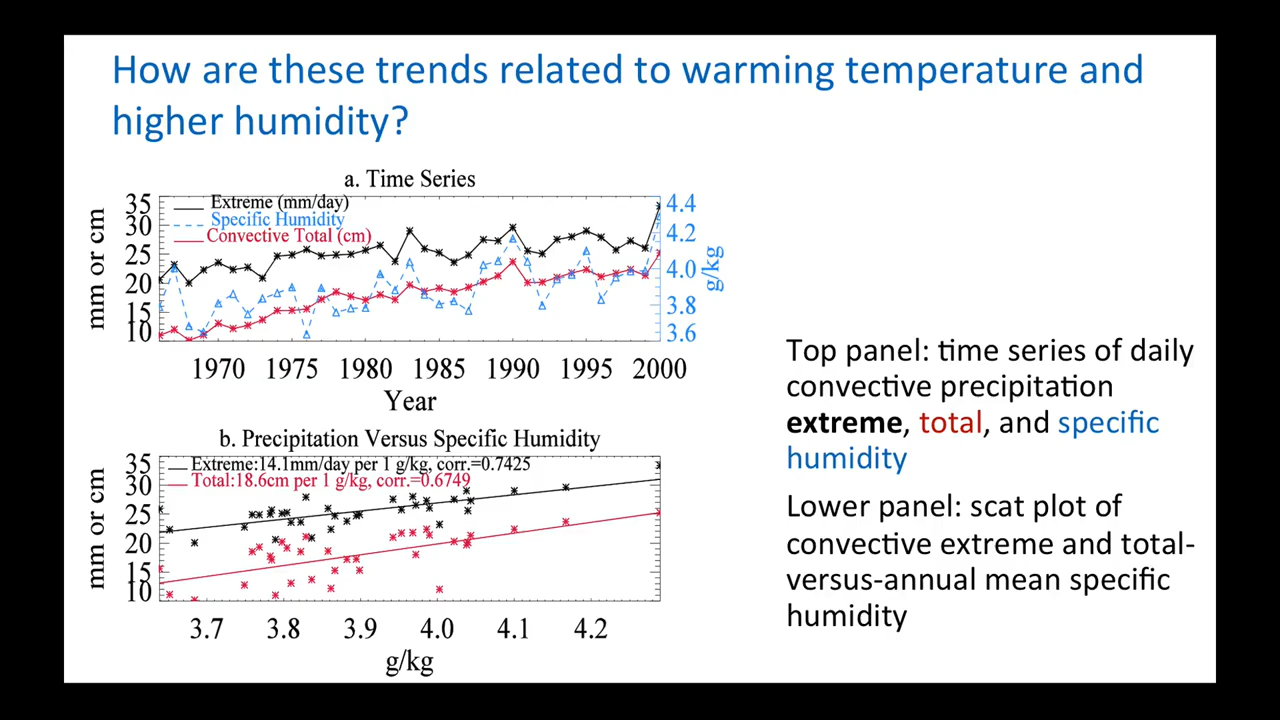 How are these trends related to warming temperature and
higher humidity?
a. Time Series
Extreme (mm/day)
Specific Humidity
Convective Total (cm)
35
30
25
20
15
10
mm or cm
4.4
4.2
4.0
3.8
3.6
g/kg
1970 1975 1980 1985 1990 1995 2000
Year
b. Precipitation Versus Specific Humidity
Extreme:14.1mm/day per 1 g/kg, corr.=0.7425
Total:18.6cm per 1 g/kg, corr.=0.6749
35
30
25
20
15
10
mm or cm
3.7 3.8 3.9 4.0 4.1 4.2
g/kg
Top panel: time series of daily
convective precipitation
extreme, total, and specific
humidity
Lower panel: scat plot of
convective extreme and total-
versus-annual mean specific
humidity